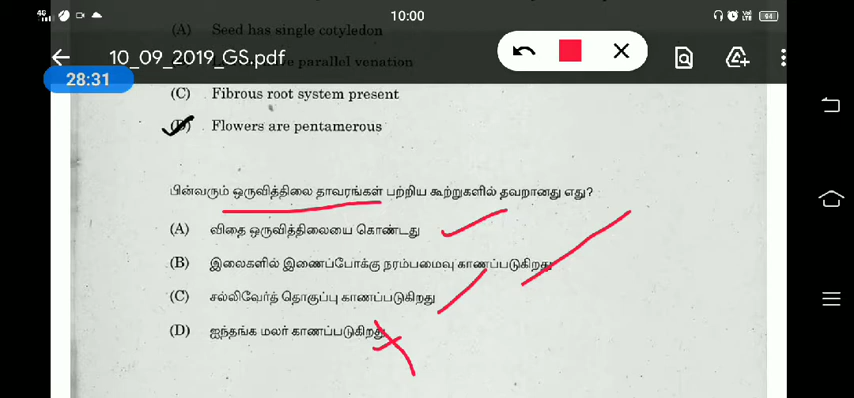 4G
10:00
94
(A) Seed has single cotyledon
10_09_2019_GS.pdf
parallel venation
28:31
(C) Fibrous root system present
(D) Flowers are pentamerous
பின்வரும் ஒருவித்திலை தாவரங்கள் பற்றிய கூற்றுகளில் தவறானது எது?
(A) விதை ஒருவித்திலையை கொண்டது
(B) இலைகளில் இணைப்போக்கு நரம்பமைவு காணப்படுகிறது
(C) சல்லிவேர்த் தொகுப்பு காணப்படுகிறது
(D) ஐந்தங்க மலர் காணப்படுகிறது